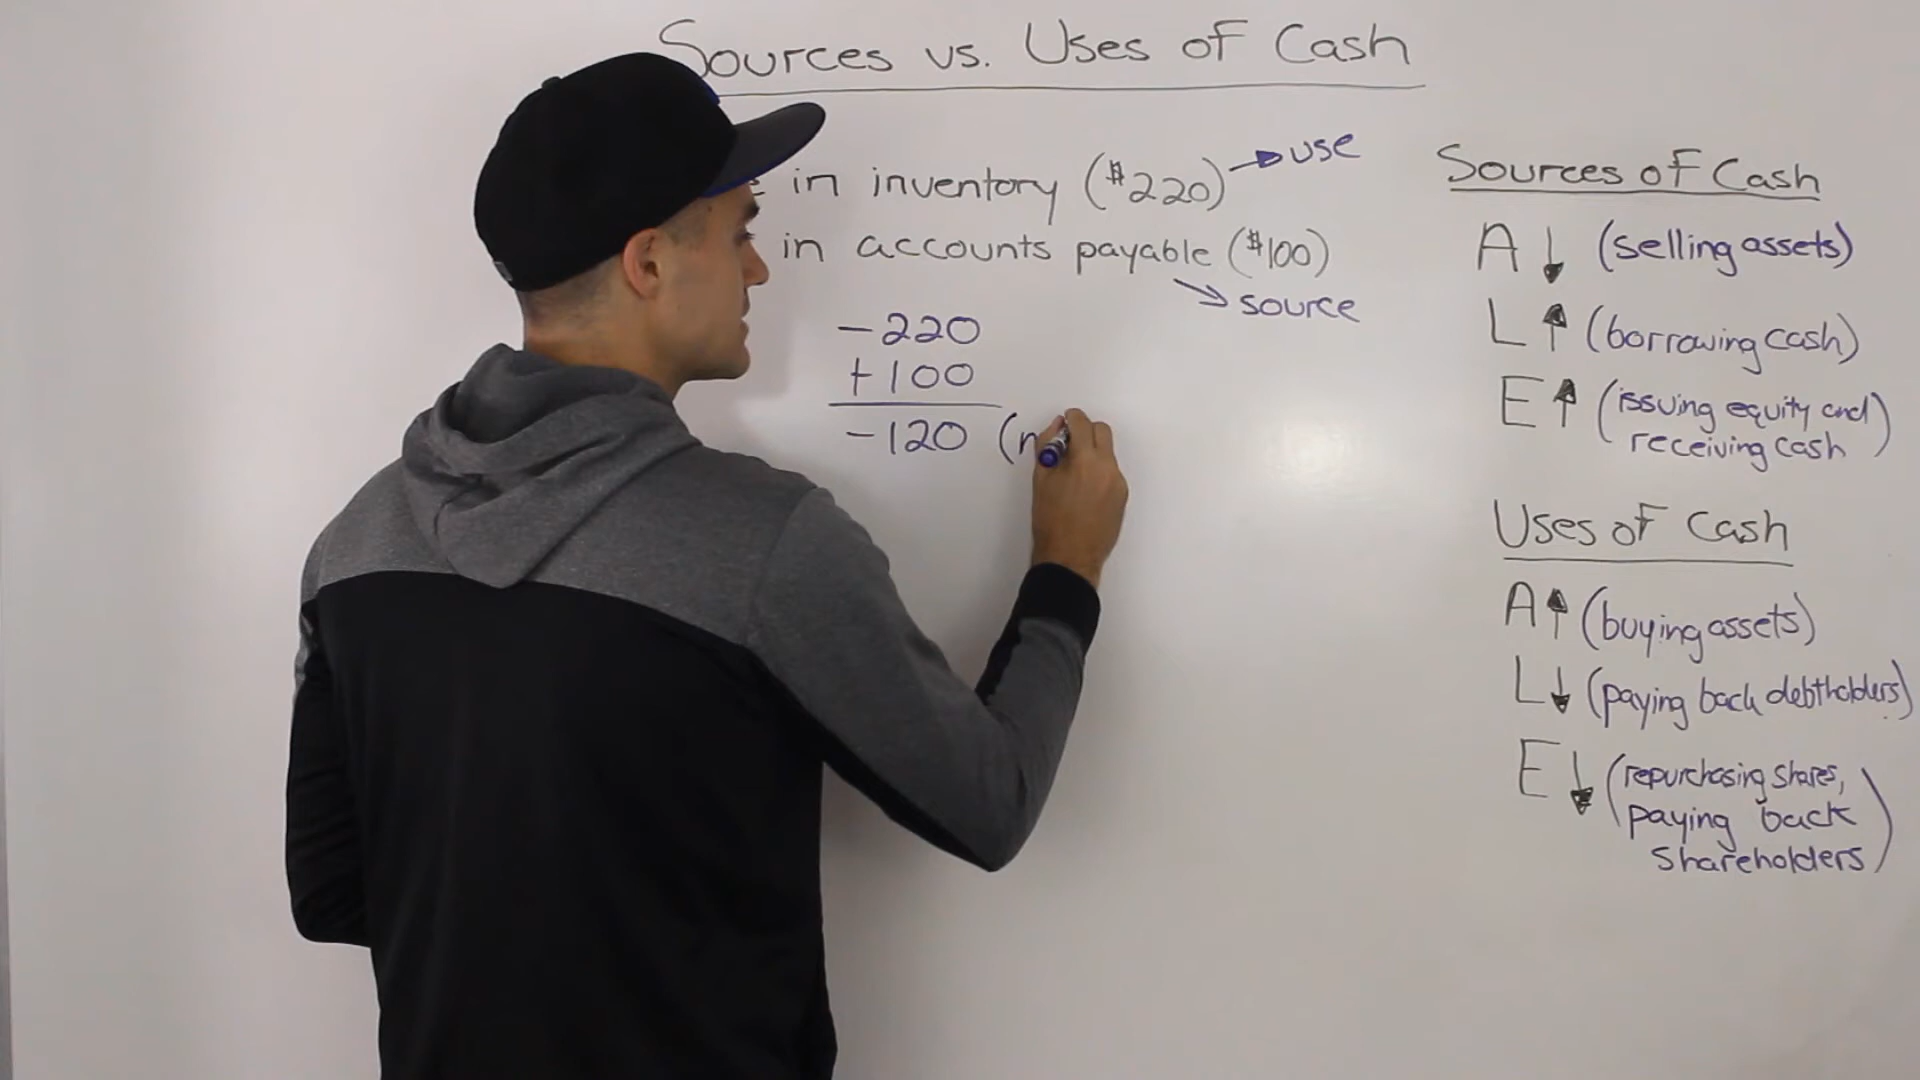 Sources vs. Uses of Cash
in inventory ($220) → use
in accounts payable ($100)
↘ source
-220
+100
-120 (
Sources of Cash
A ↓ (selling assets)
L ↑ (borrowing cash)
E ↑ (issuing equity and
receiving cash)
Uses of Cash
A ↑ (buying assets)
L ↓ (paying back debtholders)
E ↓ (repurchasing shares,
paying back
shareholders)